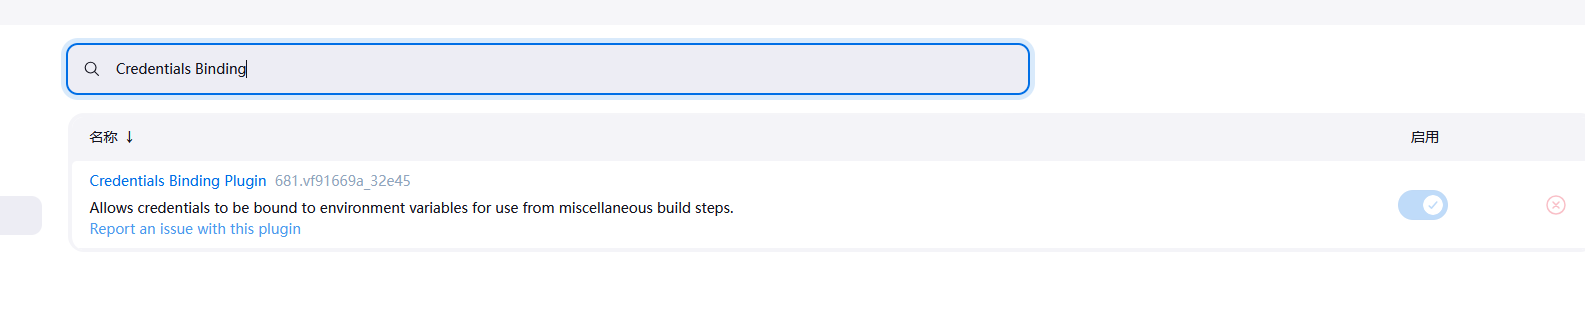 Credentials Binding
名称 ↓ 启用
Credentials Binding Plugin 681.vf91669a_32e45
Allows credentials to be bound to environment variables for use from miscellaneous build steps.
Report an issue with this plugin